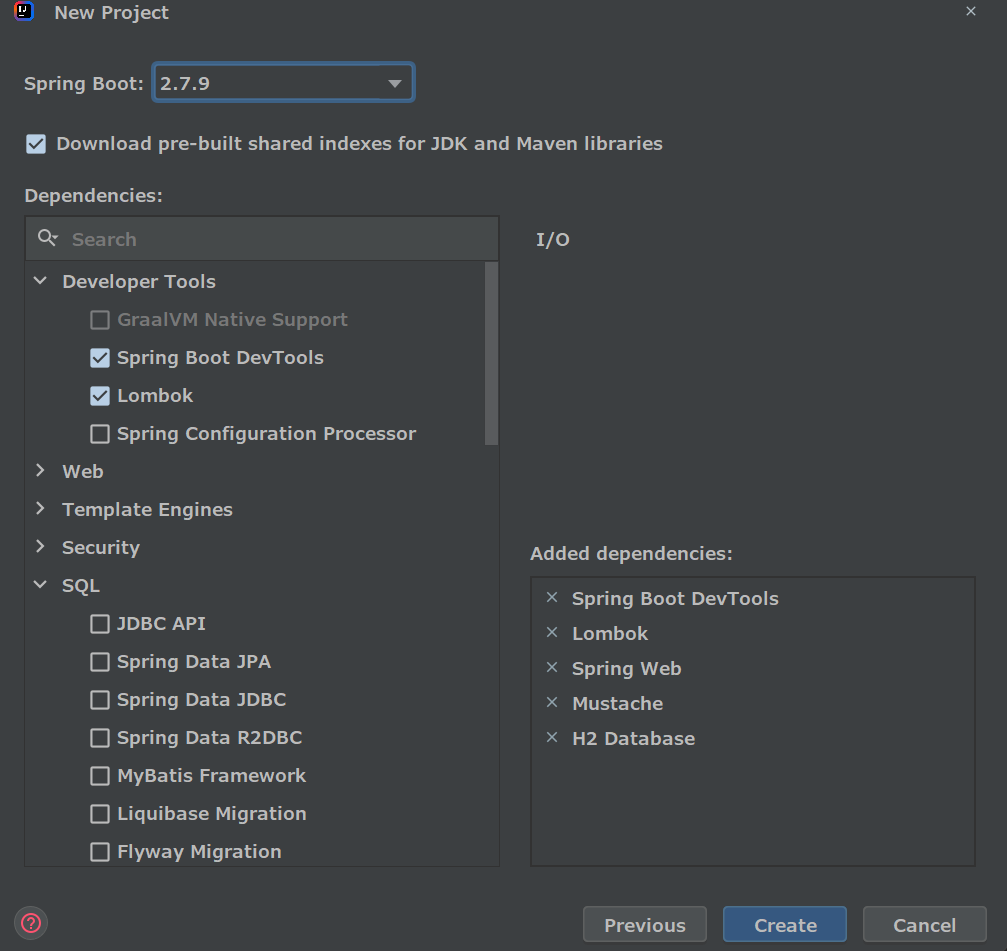 New Project
Spring Boot: 2.7.9
Download pre-built shared indexes for JDK and Maven libraries
Dependencies:
Search
Developer Tools
GraalVM Native Support
Spring Boot DevTools
Lombok
Spring Configuration Processor
Web
Template Engines
Security
SQL
JDBC API
Spring Data JPA
Spring Data JDBC
Spring Data R2DBC
MyBatis Framework
Liquibase Migration
Flyway Migration
I/O
Added dependencies:
Spring Boot DevTools
Lombok
Spring Web
Mustache
H2 Database
Previous
Create
Cancel